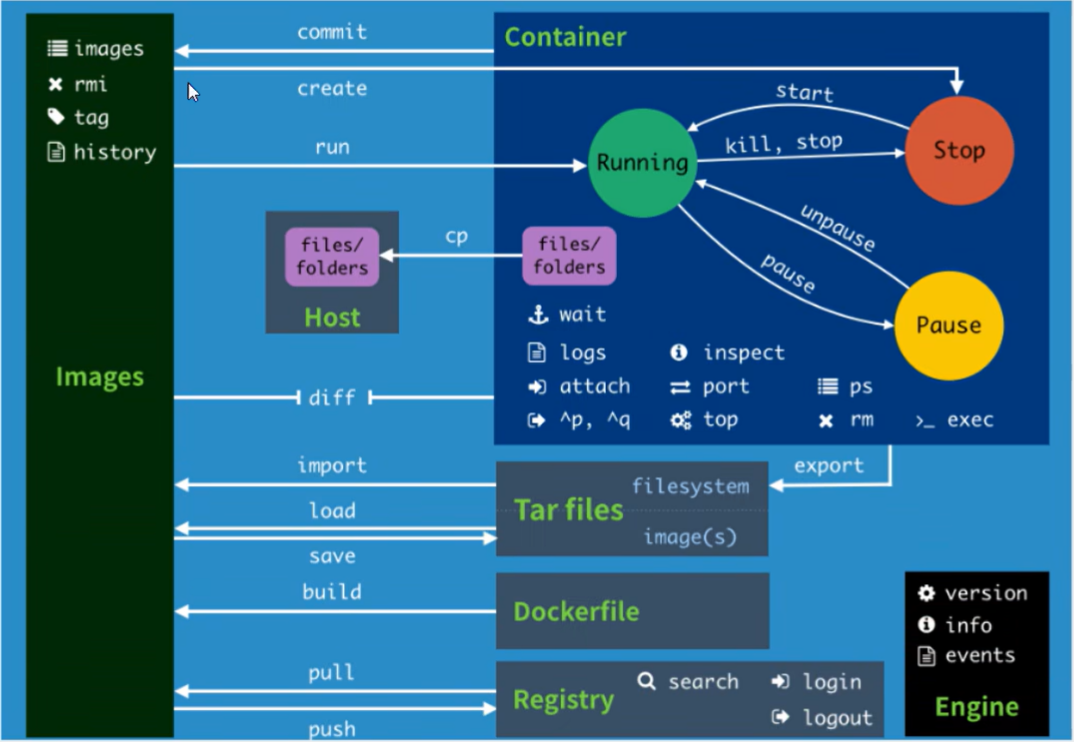 images
rmi
tag
history
Images
commit
create
run
Container
start
Running
kill, stop
Stop
unpause
pause
Pause
files/
folders
Host
cp
files/
folders
wait
logs
inspect
attach
port
ps
^p, ^q
top
rm
>_ exec
diff
import
load
save
build
pull
push
export
Tar files
filesystem
image(s)
Dockerfile
Registry
search
login
logout
version
info
events
Engine